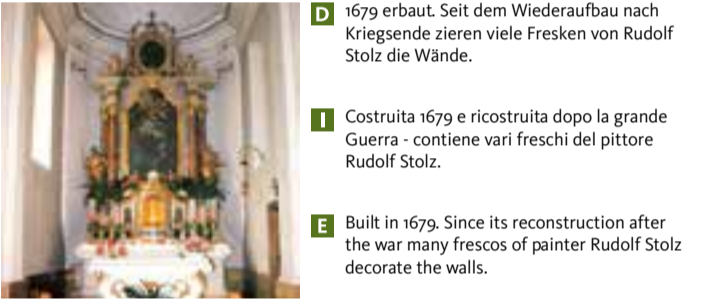 D 1679 erbaut. Seit dem Wiederaufbau nach
Kriegsende zieren viele Fresken von Rudolf
Stolz die Wände.
I Costruita 1679 e ricostruita dopo la grande
Guerra - contiene vari freschi del pittore
Rudolf Stolz.
E Built in 1679. Since its reconstruction after
the war many frescos of painter Rudolf Stolz
decorate the walls.